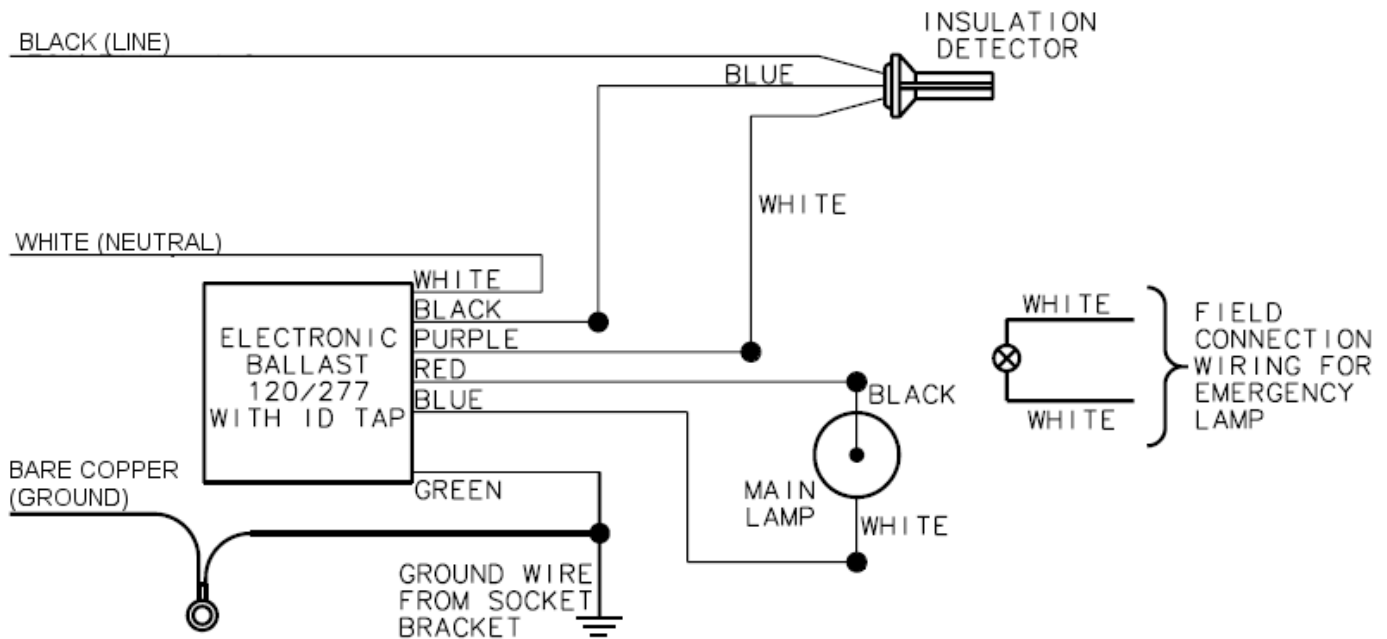 INSULATION
DETECTOR
BLACK (LINE)
BLUE
WHITE
WHITE (NEUTRAL)
WHITE
BLACK
PURPLE
RED
BLUE
GREEN
ELECTRONIC
BALLAST
120/277
WITH ID TAP
BLACK
MAIN
LAMP
WHITE
WHITE
WHITE
FIELD
CONNECTION
WIRING FOR
EMERGENCY
LAMP
BARE COPPER
(GROUND)
GROUND WIRE
FROM SOCKET
BRACKET